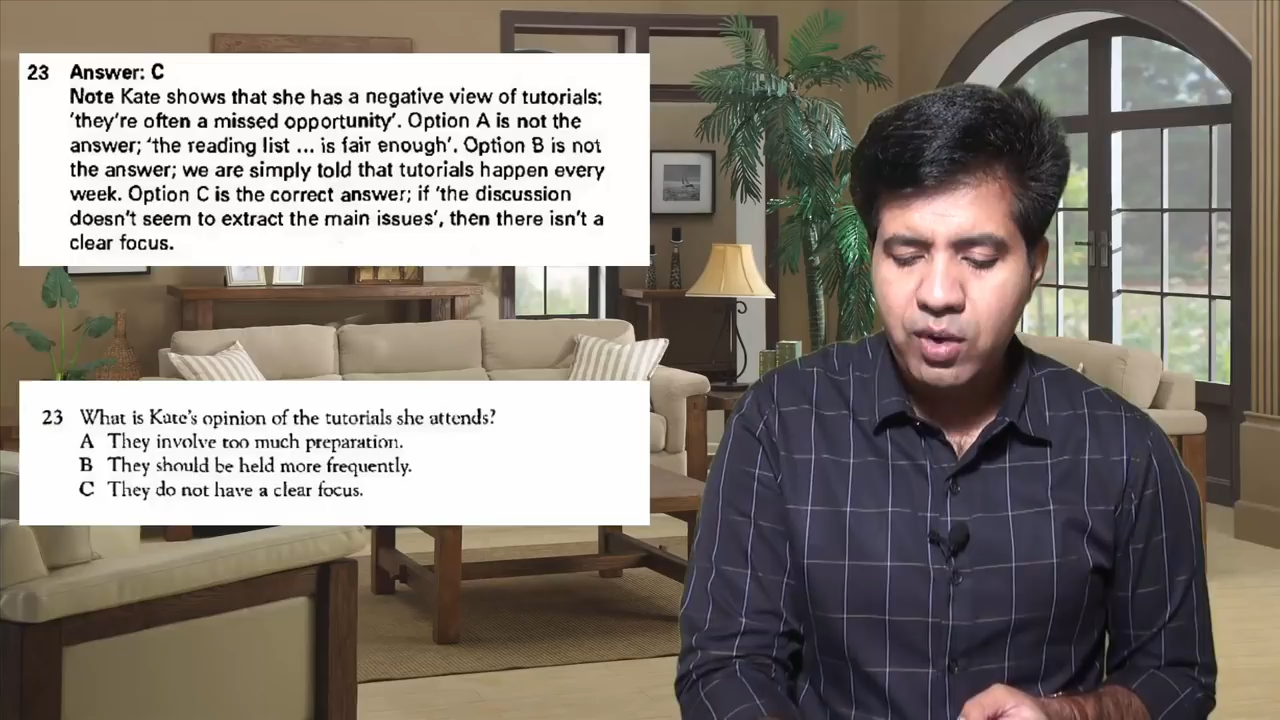 23 Answer: C
Note Kate shows that she has a negative view of tutorials:
'they're often a missed opportunity'. Option A is not the
answer; 'the reading list ... is fair enough'. Option B is not
the answer; we are simply told that tutorials happen every
week. Option C is the correct answer; if 'the discussion
doesn't seem to extract the main issues', then there isn't a
clear focus.
23 What is Kate's opinion of the tutorials she attends?
A They involve too much preparation.
B They should be held more frequently.
C They do not have a clear focus.